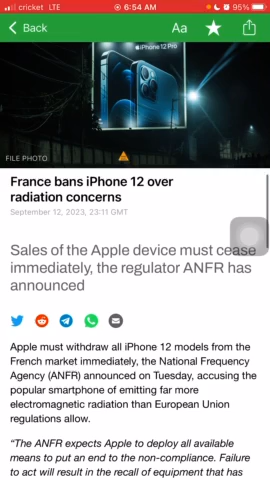 cricket LTE 6:54 AM 95%
Back Aa
iPhone 12 Pro
FILE PHOTO
France bans iPhone 12 over
radiation concerns
September 12, 2023, 23:11 GMT
Sales of the Apple device must cease
immediately, the regulator ANFR has
announced
Apple must withdraw all iPhone 12 models from the
French market immediately, the National Frequency
Agency (ANFR) announced on Tuesday, accusing the
popular smartphone of emitting far more
electromagnetic radiation than European Union
regulations allow.
“The ANFR expects Apple to deploy all available
means to put an end to the non-compliance. Failure
to act will result in the recall of equipment that has